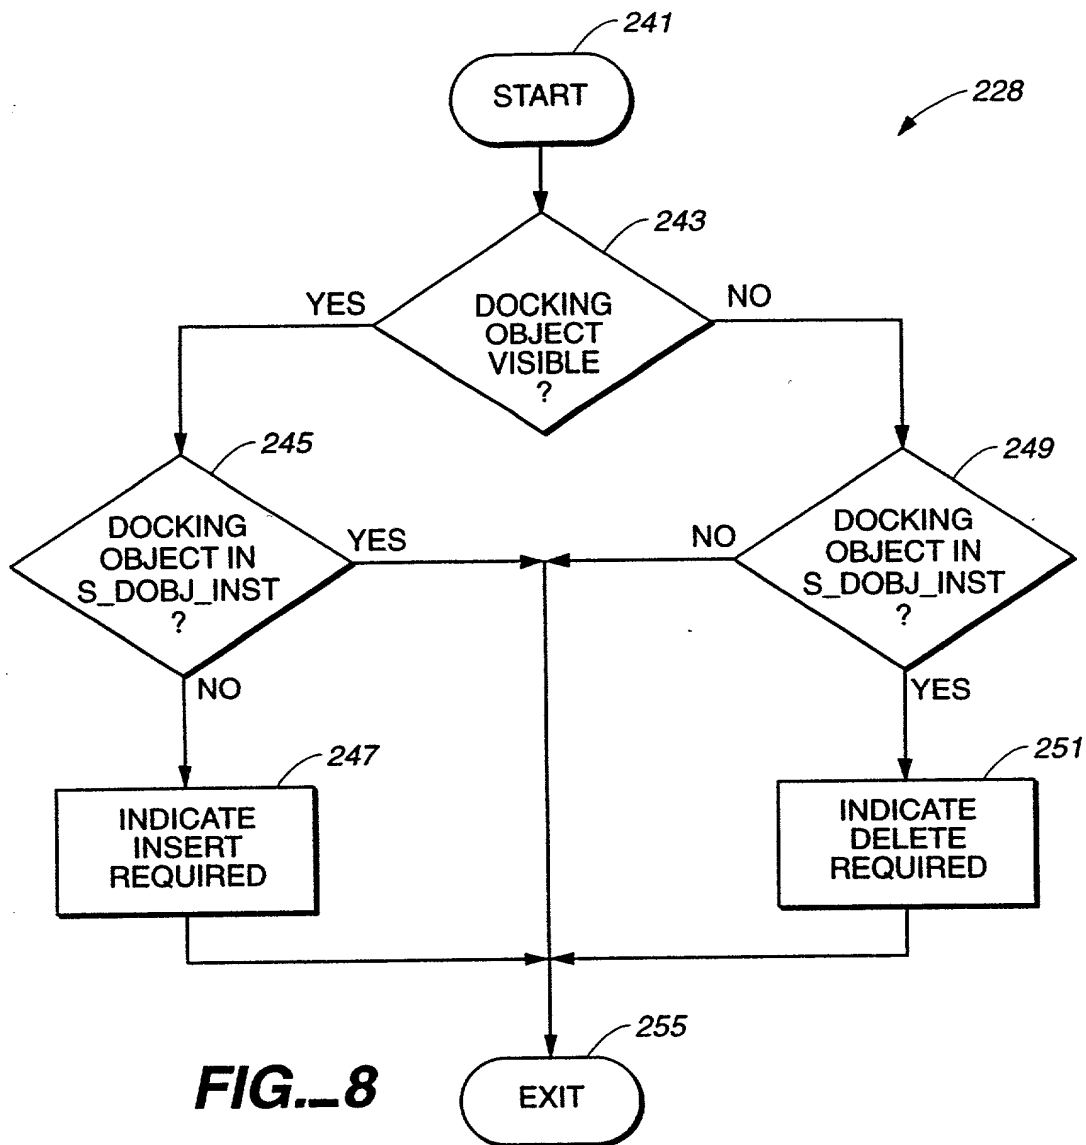 241
START
228
243
YES
DOCKING
OBJECT
VISIBLE
?
NO
245
DOCKING
OBJECT IN
S_DOBJ_INST
?
YES
NO
249
DOCKING
OBJECT IN
S_DOBJ_INST
?
NO
YES
247
INDICATE
INSERT
REQUIRED
251
INDICATE
DELETE
REQUIRED
255
EXIT
FIG._8